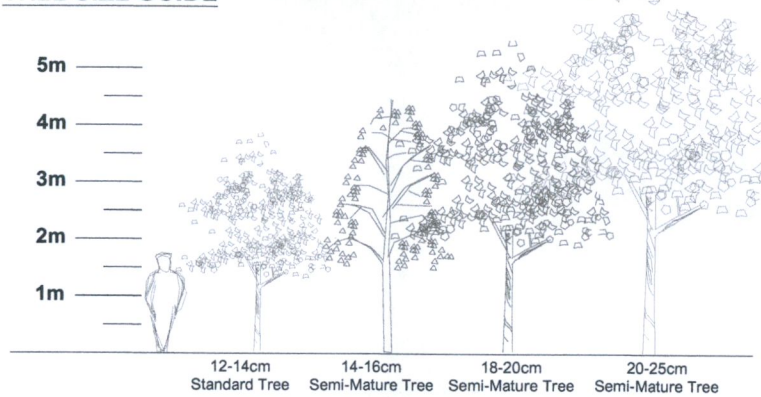 5m
4m
3m
2m
1m
12-14cm
Standard Tree
14-16cm
Semi-Mature Tree
18-20cm
Semi-Mature Tree
20-25cm
Semi-Mature Tree